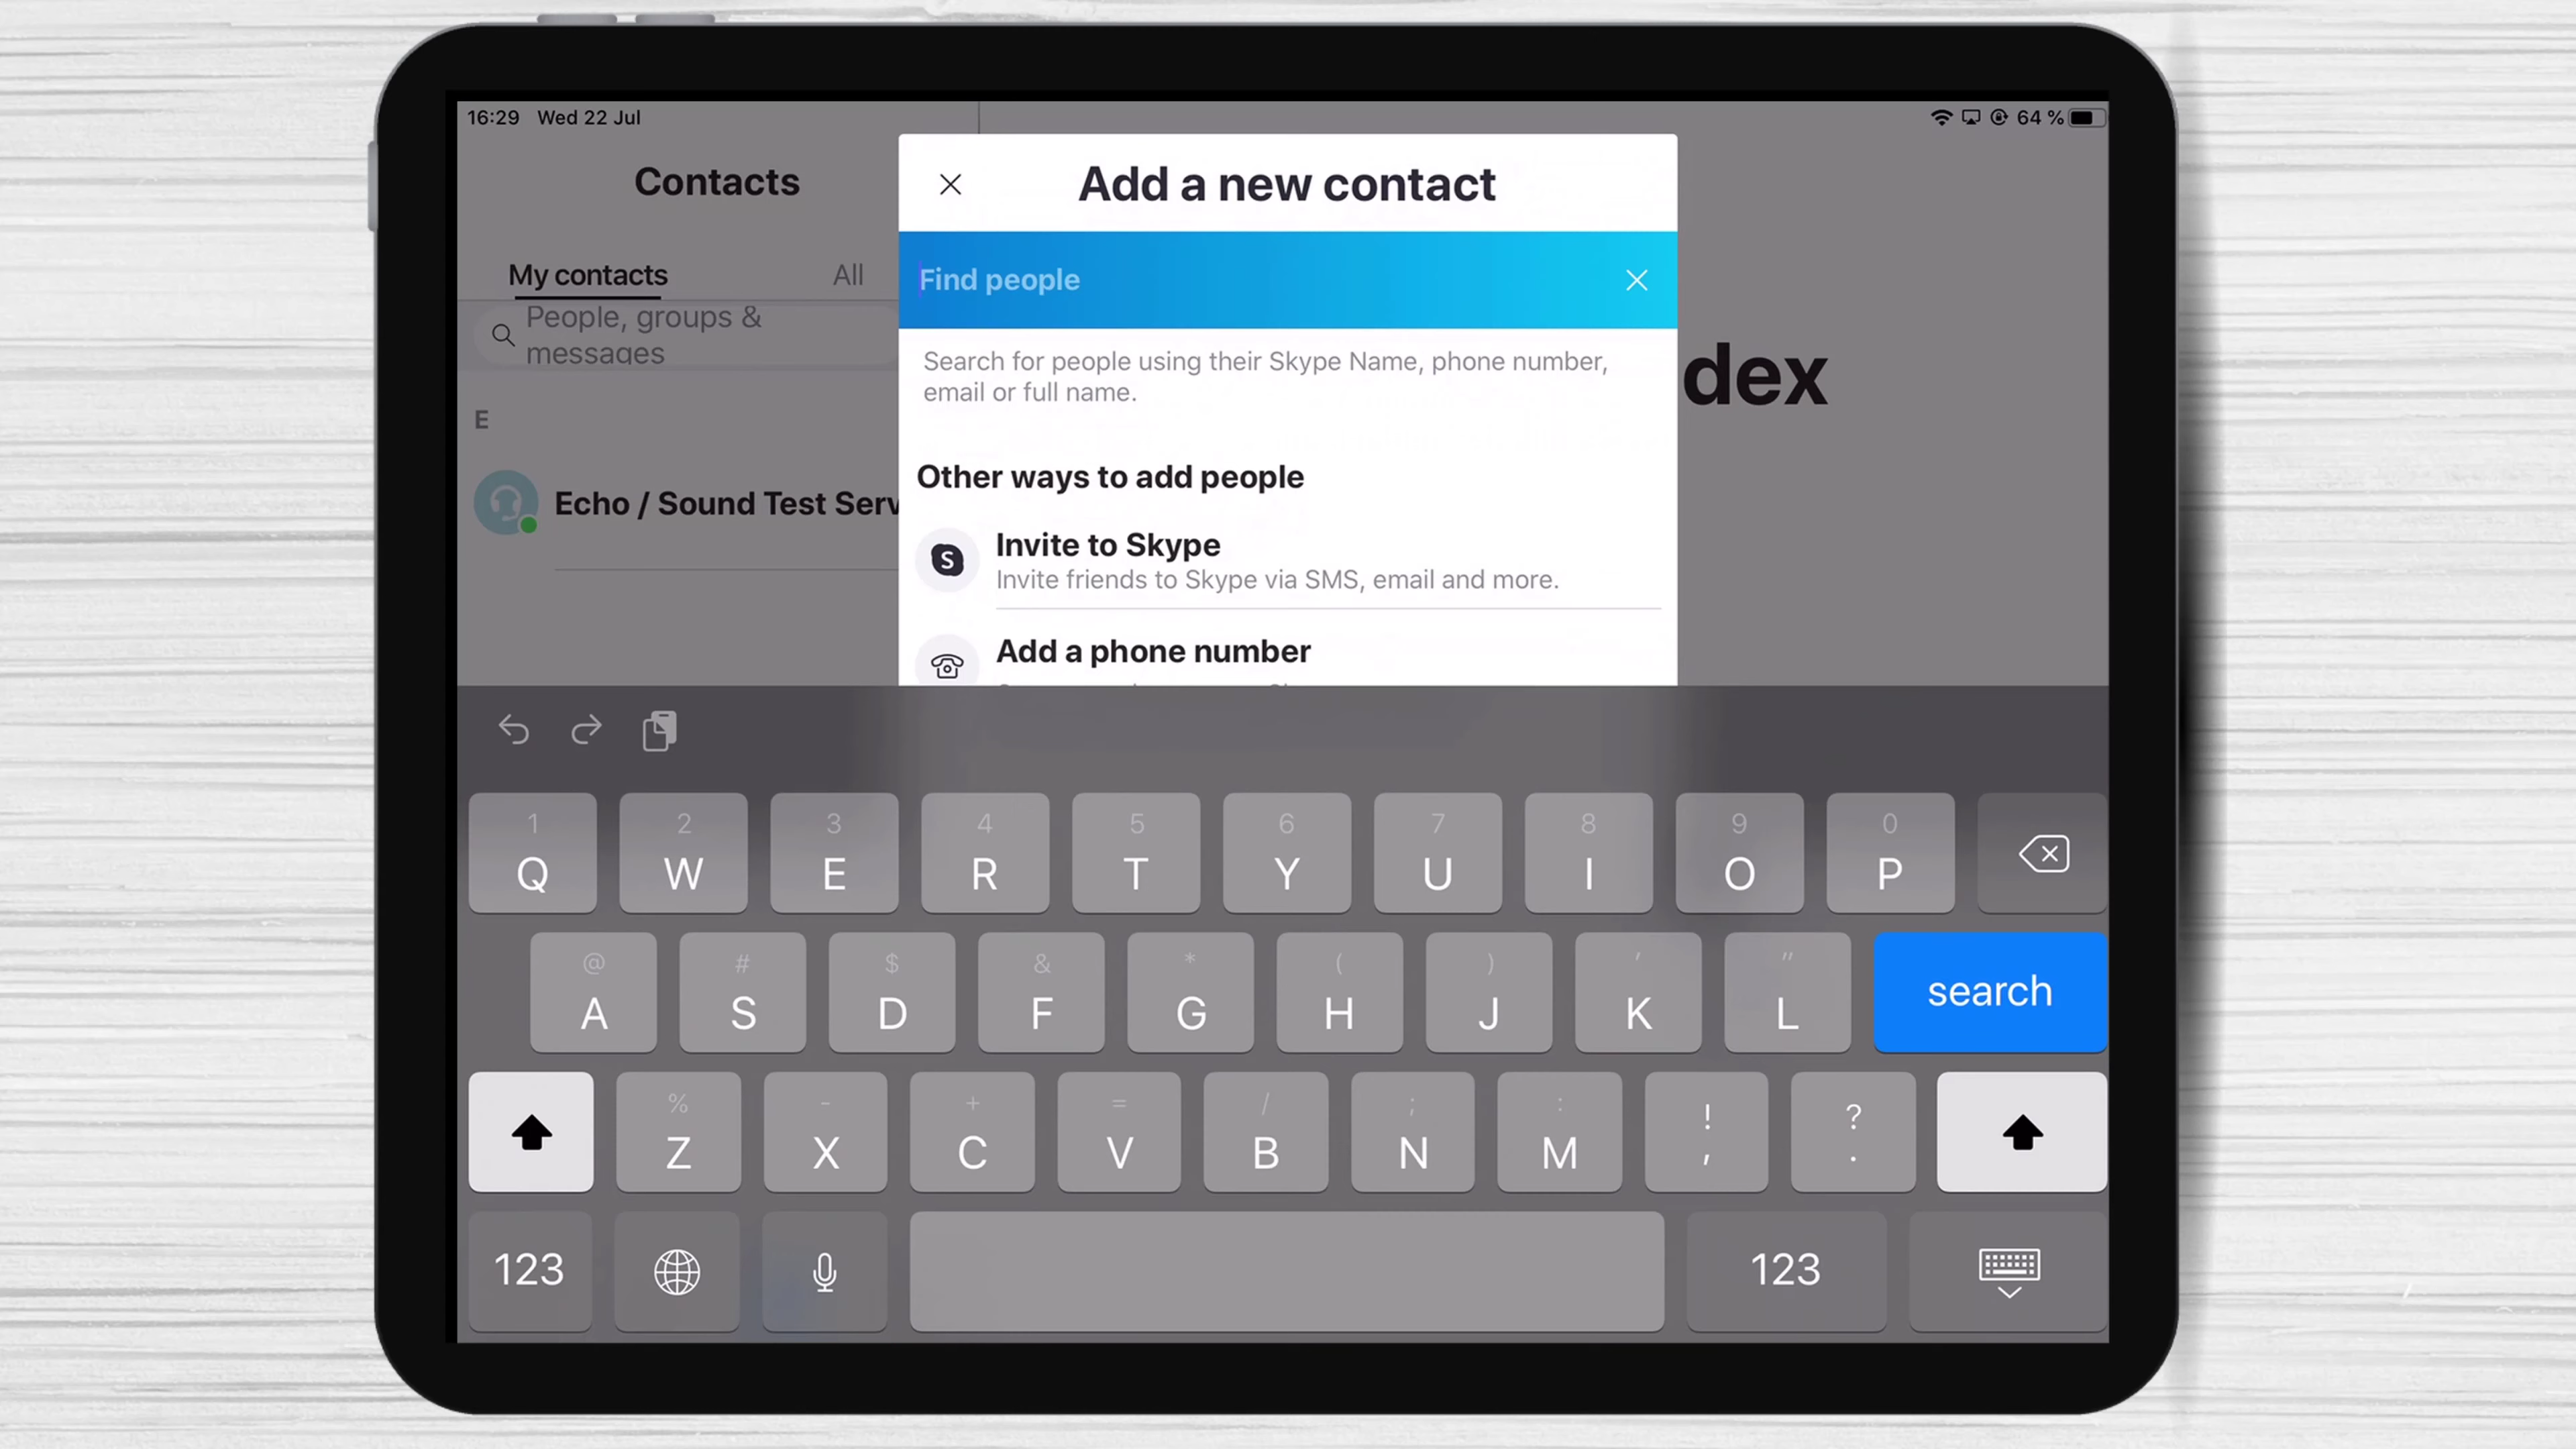 16:29 Wed 22 Jul
64 %
Contacts
My contacts
All
People, groups &
messages
E
Echo / Sound Test Serv
dex
Add a new contact
Find people
Search for people using their Skype Name, phone number,
email or full name.
Other ways to add people
S
Invite to Skype
Invite friends to Skype via SMS, email and more.
Add a phone number
1 2 3 4 5 6 7 8 9 0
Q W E R T Y U I O P
@ # $ & * ( ) ' "
A S D F G H J K L
search
% - + = / ; : ! ?
Z X C V B N M , .
123
123